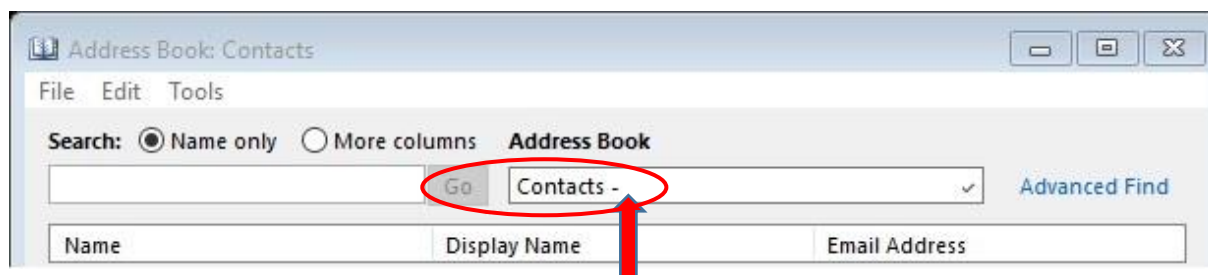 Address Book: Contacts
File Edit Tools
Search: Name only More columns Address Book
Go Contacts - Advanced Find
Name Display Name Email Address